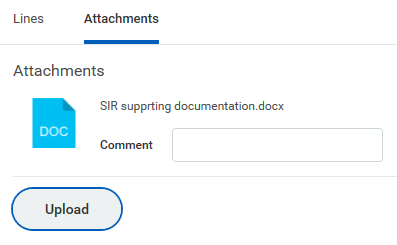 Lines Attachments
Attachments
DOC
SIR supprting documentation.docx
Comment
Upload